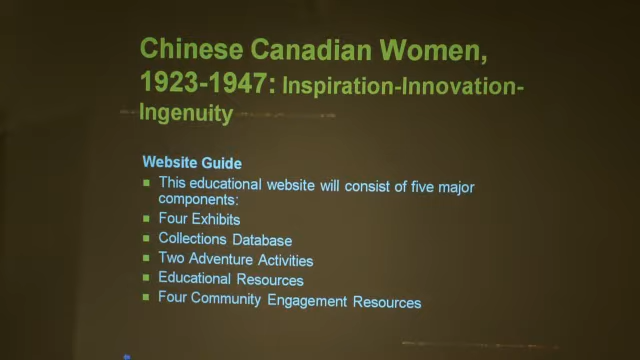 Chinese Canadian Women,
1923-1947: Inspiration-Innovation-
Ingenuity
Website Guide
This educational website will consist of five major
components:
Four Exhibits
Collections Database
Two Adventure Activities
Educational Resources
Four Community Engagement Resources